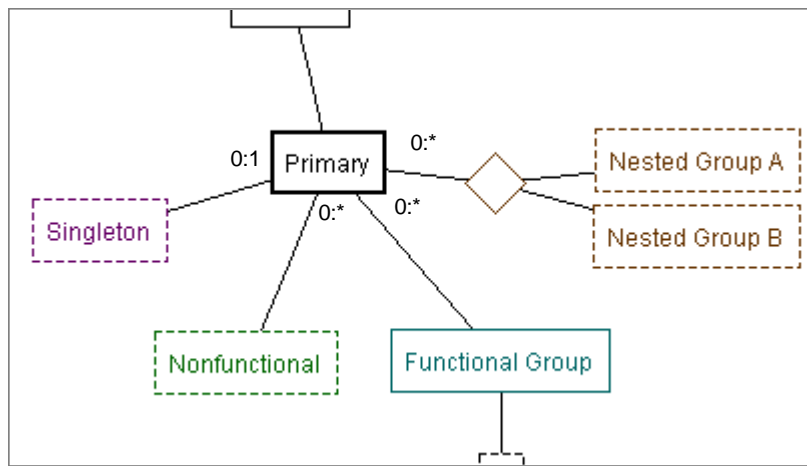 0:*
0:1
Primary
Nested Group A
0:*
0:*
Singleton
Nested Group B
Nonfunctional
Functional Group